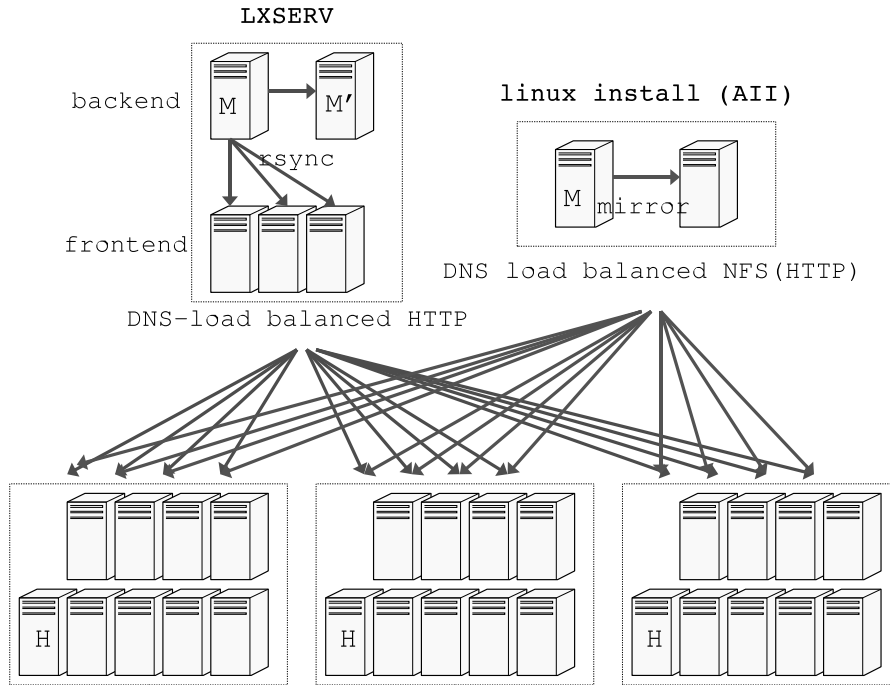 LXSERV
backend
M
M'
linux install (AII)
rsync
M
mirror
frontend
DNS load balanced NFS(HTTP)
DNS-load balanced HTTP
H
H
H